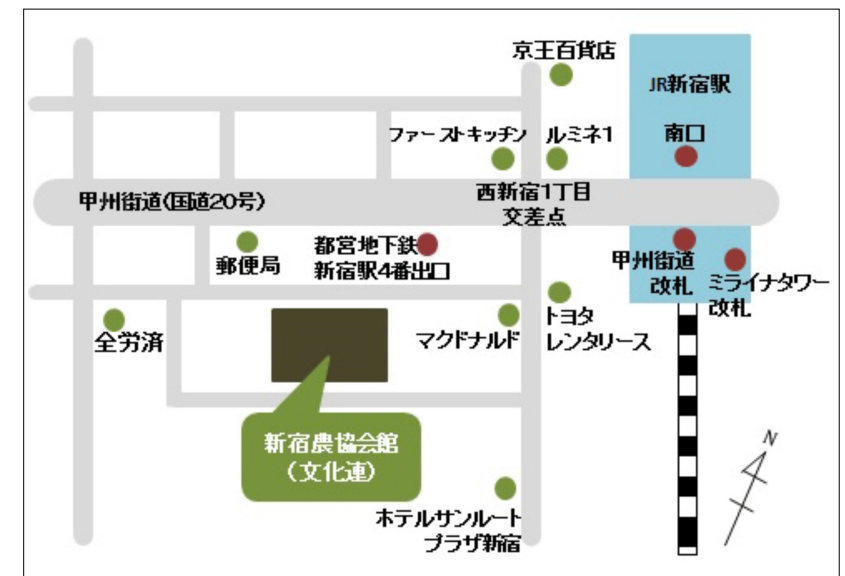 京王百貨店
JR新宿駅
ファーストキッチン
ルミネ1
南口
甲州街道(国道20号)
西新宿1丁目
交差点
郵便局
都営地下鉄
新宿駅4番出口
甲州街道
改札
ミライナタワー
改札
全労済
マクドナルド
トヨタ
レンタリース
新宿農協会館
(文化連)
N
ホテルサンルート
プラザ新宿